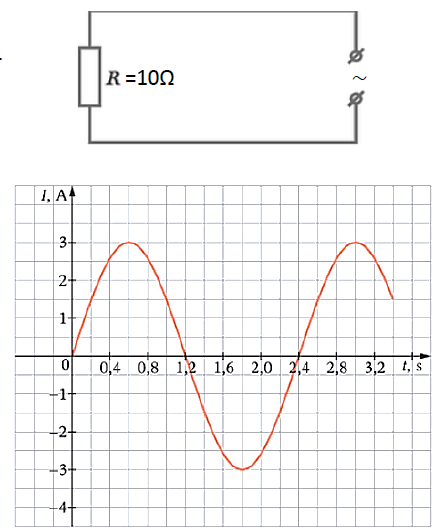 R =10Ω
~
I, A
3
2
1
0 0,4 0,8 1,2 1,6 2,0 2,4 2,8 3,2 t, s
–1
–2
–3
–4